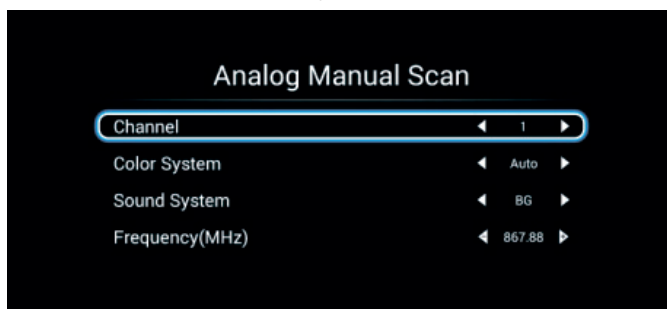 Analog Manual Scan
Channel 1
Color System Auto
Sound System BG
Frequency(MHz) 867.88